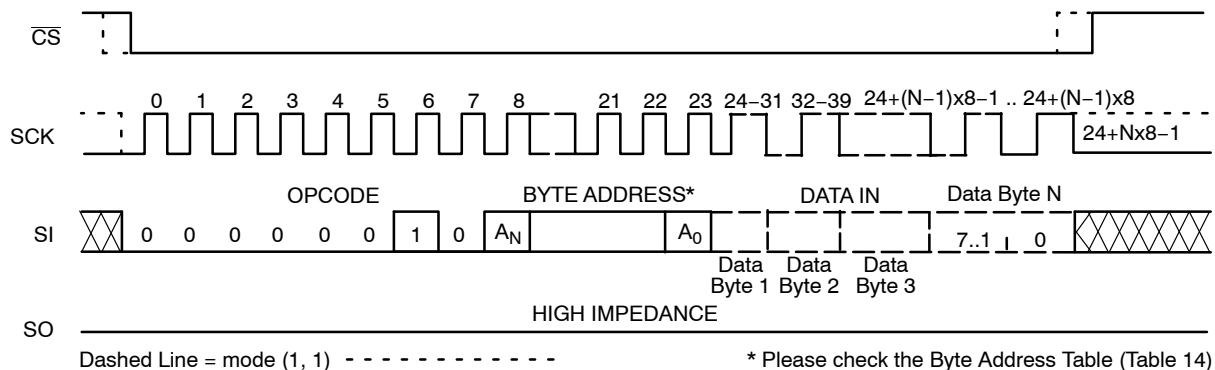 CS
0 1 2 3 4 5 6 7 8 21 22 23 24–31 32–39 24+(N–1)x8–1 .. 24+(N–1)x8
SCK 24+Nx8–1
OPCODE BYTE ADDRESS* DATA IN Data Byte N
SI 0 0 0 0 0 0 1 0 AN A0 7..1 0
Data Byte 1 Data Byte 2 Data Byte 3
HIGH IMPEDANCE
SO
Dashed Line = mode (1, 1) * Please check the Byte Address Table (Table 14)